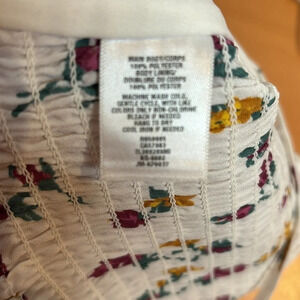 MAIN BODY/CORPS
100% POLYESTER
BODY LINING/
DOUBLURE DU CORPS
100% POLYESTER
MACHINE WASH COLD,
GENTLE CYCLE, WITH LIKE
COLORS ONLY NON-CHLORINE
BLEACH IF NEEDED
HANG TO DRY
COOL IRON IF NEEDED